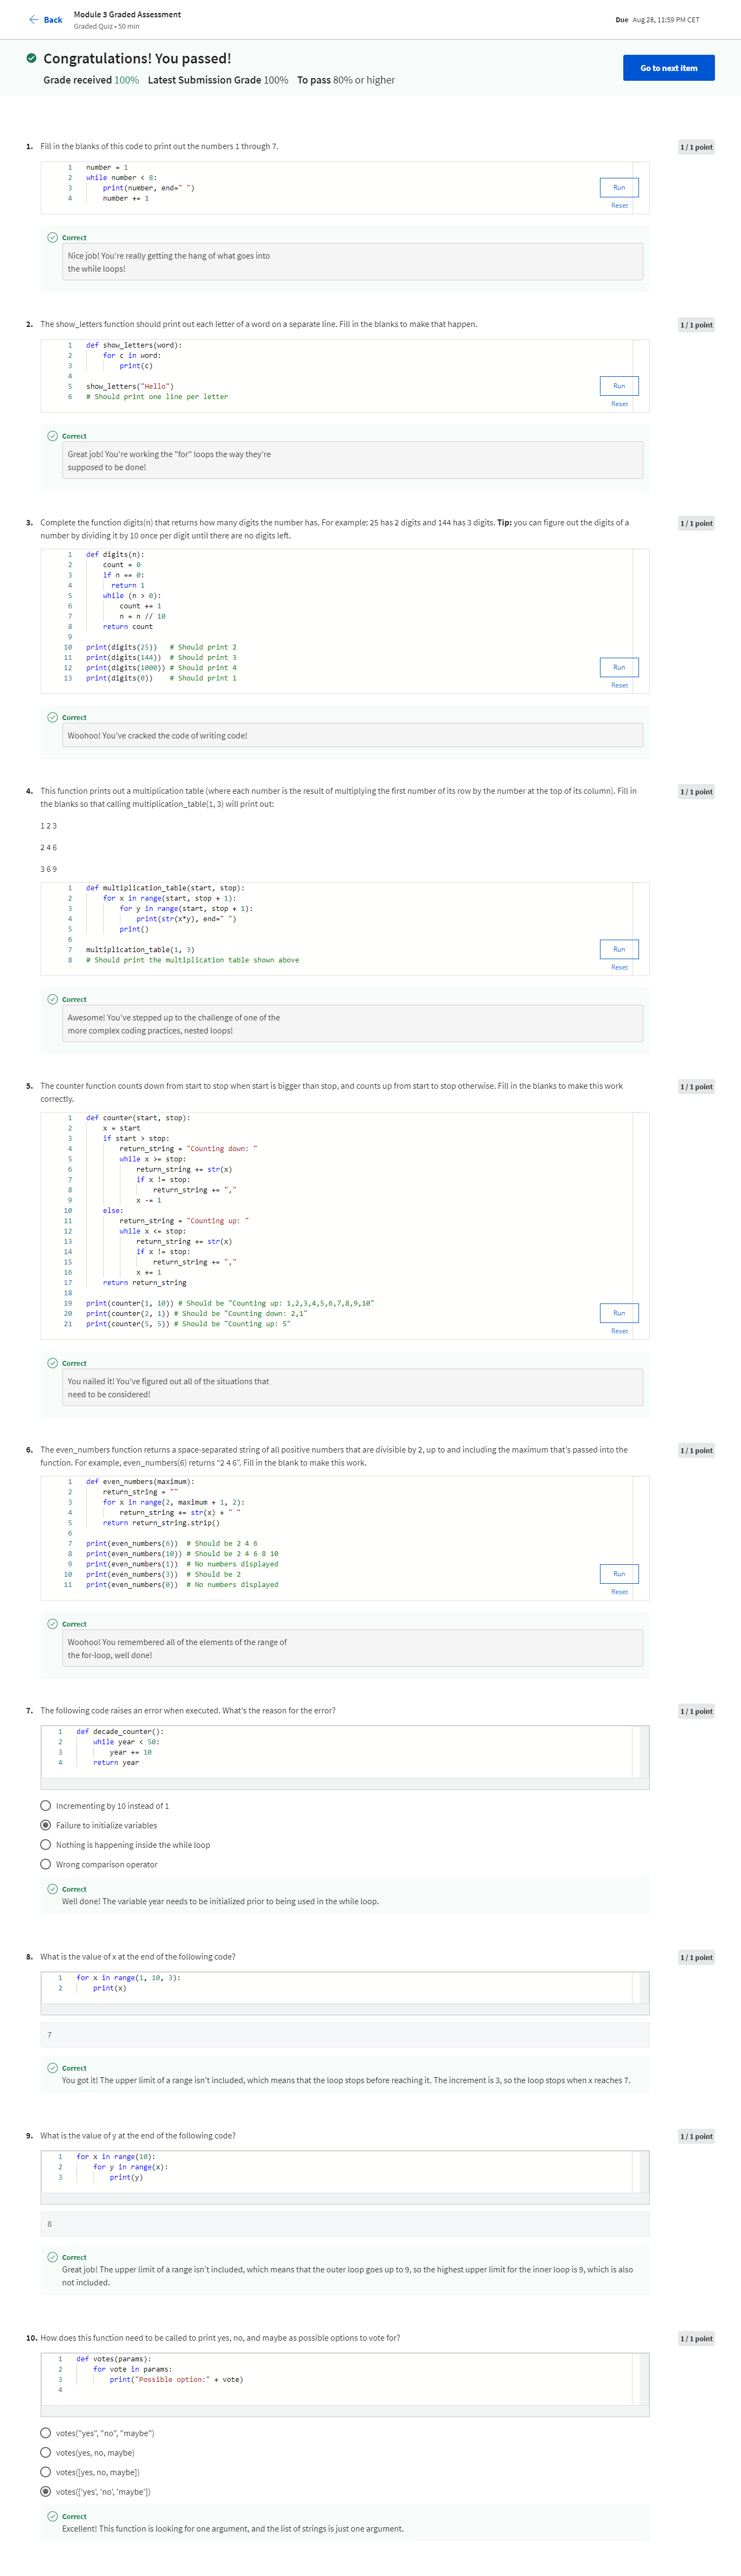 Back
Module 3 Graded Assessment
Graded Quiz • 50 min
Due Aug 28, 11:59 PM CET
Congratulations! You passed!
Grade received 100% Latest Submission Grade 100% To pass 80% or higher
Go to next item
1. Fill in the blanks of this code to print out the numbers 1 through 7.
1 / 1 point
1 number = 1
2 while number < 8:
3 print(number, end=" ")
4 number += 1
Run
Reset
Correct
Nice job! You're really getting the hang of what goes into
the while loops!
2. The show_letters function should print out each letter of a word on a separate line. Fill in the blanks to make that happen.
1 / 1 point
1 def show_letters(word):
2 for c in word:
3 print(c)
4
5 show_letters("Hello")
6 # Should print one line per letter
Run
Reset
Correct
Great job! You're working the "for" loops the way they're
supposed to be done!
3. Complete the function digits(n) that returns how many digits the number has. For example: 25 has 2 digits and 144 has 3 digits. Tip: you can figure out the digits of a
number by dividing it by 10 once per digit until there are no digits left.
1 / 1 point
1 def digits(n):
2 count = 0
3 if n == 0:
4 return 1
5 while (n > 0):
6 count += 1
7 n = n // 10
8 return count
9
10 print(digits(25)) # Should print 2
11 print(digits(144)) # Should print 3
12 print(digits(1000)) # Should print 4
13 print(digits(0)) # Should print 1
Run
Reset
Correct
Woohoo! You've cracked the code of writing code!
4. This function prints out a multiplication table (where each number is the result of multiplying the first number of its row by the number at the top of its column). Fill in
the blanks so that calling multiplication_table(1, 3) will print out:
1 / 1 point
1 2 3
2 4 6
3 6 9
1 def multiplication_table(start, stop):
2 for x in range(start, stop + 1):
3 for y in range(start, stop + 1):
4 print(str(x*y), end=" ")
5 print()
6
7 multiplication_table(1, 3)
8 # Should print the multiplication table shown above
Run
Reset
Correct
Awesome! You've stepped up to the challenge of one of the
more complex coding practices, nested loops!
5. The counter function counts down from start to stop when start is bigger than stop, and counts up from start to stop otherwise. Fill in the blanks to make this work
correctly.
1 / 1 point
1 def counter(start, stop):
2 x = start
3 if start > stop:
4 return_string = "Counting down: "
5 while x >= stop:
6 return_string += str(x)
7 if x != stop:
8 return_string += ","
9 x -= 1
10 else:
11 return_string = "Counting up: "
12 while x <= stop:
13 return_string += str(x)
14 if x != stop:
15 return_string += ","
16 x += 1
17 return return_string
18
19 print(counter(1, 10)) # Should be "Counting up: 1,2,3,4,5,6,7,8,9,10"
20 print(counter(2, 1)) # Should be "Counting down: 2,1"
21 print(counter(5, 5)) # Should be "Counting up: 5"
Run
Reset
Correct
You nailed it! You've figured out all of the situations that
need to be considered!
6. The even_numbers function returns a space-separated string of all positive numbers that are divisible by 2, up to and including the maximum that's passed into the
function. For example, even_numbers(6) returns “2 4 6”. Fill in the blank to make this work.
1 / 1 point
1 def even_numbers(maximum):
2 return_string = ""
3 for x in range(2, maximum + 1, 2):
4 return_string += str(x) + " "
5 return return_string.strip()
6
7 print(even_numbers(6)) # Should be 2 4 6
8 print(even_numbers(10)) # Should be 2 4 6 8 10
9 print(even_numbers(1)) # No numbers displayed
10 print(even_numbers(3)) # Should be 2
11 print(even_numbers(0)) # No numbers displayed
Run
Reset
Correct
Woohoo! You remembered all of the elements of the range of
the for-loop, well done!
7. The following code raises an error when executed. What's the reason for the error?
1 / 1 point
1 def decade_counter():
2 while year < 50:
3 year += 10
4 return year
Incrementing by 10 instead of 1
Failure to initialize variables
Nothing is happening inside the while loop
Wrong comparison operator
Correct
Well done! The variable year needs to be initialized prior to being used in the while loop.
8. What is the value of x at the end of the following code?
1 / 1 point
1 for x in range(1, 10, 3):
2 print(x)
7
Correct
You got it! The upper limit of a range isn't included, which means that the loop stops before reaching it. The increment is 3, so the loop stops when x reaches 7.
9. What is the value of y at the end of the following code?
1 / 1 point
1 for x in range(10):
2 for y in range(x):
3 print(y)
8
Correct
Great job! The upper limit of a range isn't included, which means that the outer loop goes up to 9, so the highest upper limit for the inner loop is 9, which is also
not included.
10. How does this function need to be called to print yes, no, and maybe as possible options to vote for?
1 / 1 point
1 def votes(params):
2 for vote in params:
3 print("Possible option:" + vote)
4
votes("yes", "no", "maybe")
votes(yes, no, maybe)
votes([yes, no, maybe])
votes(['yes', 'no', 'maybe'])
Correct
Excellent! This function is looking for one argument, and the list of strings is just one argument.